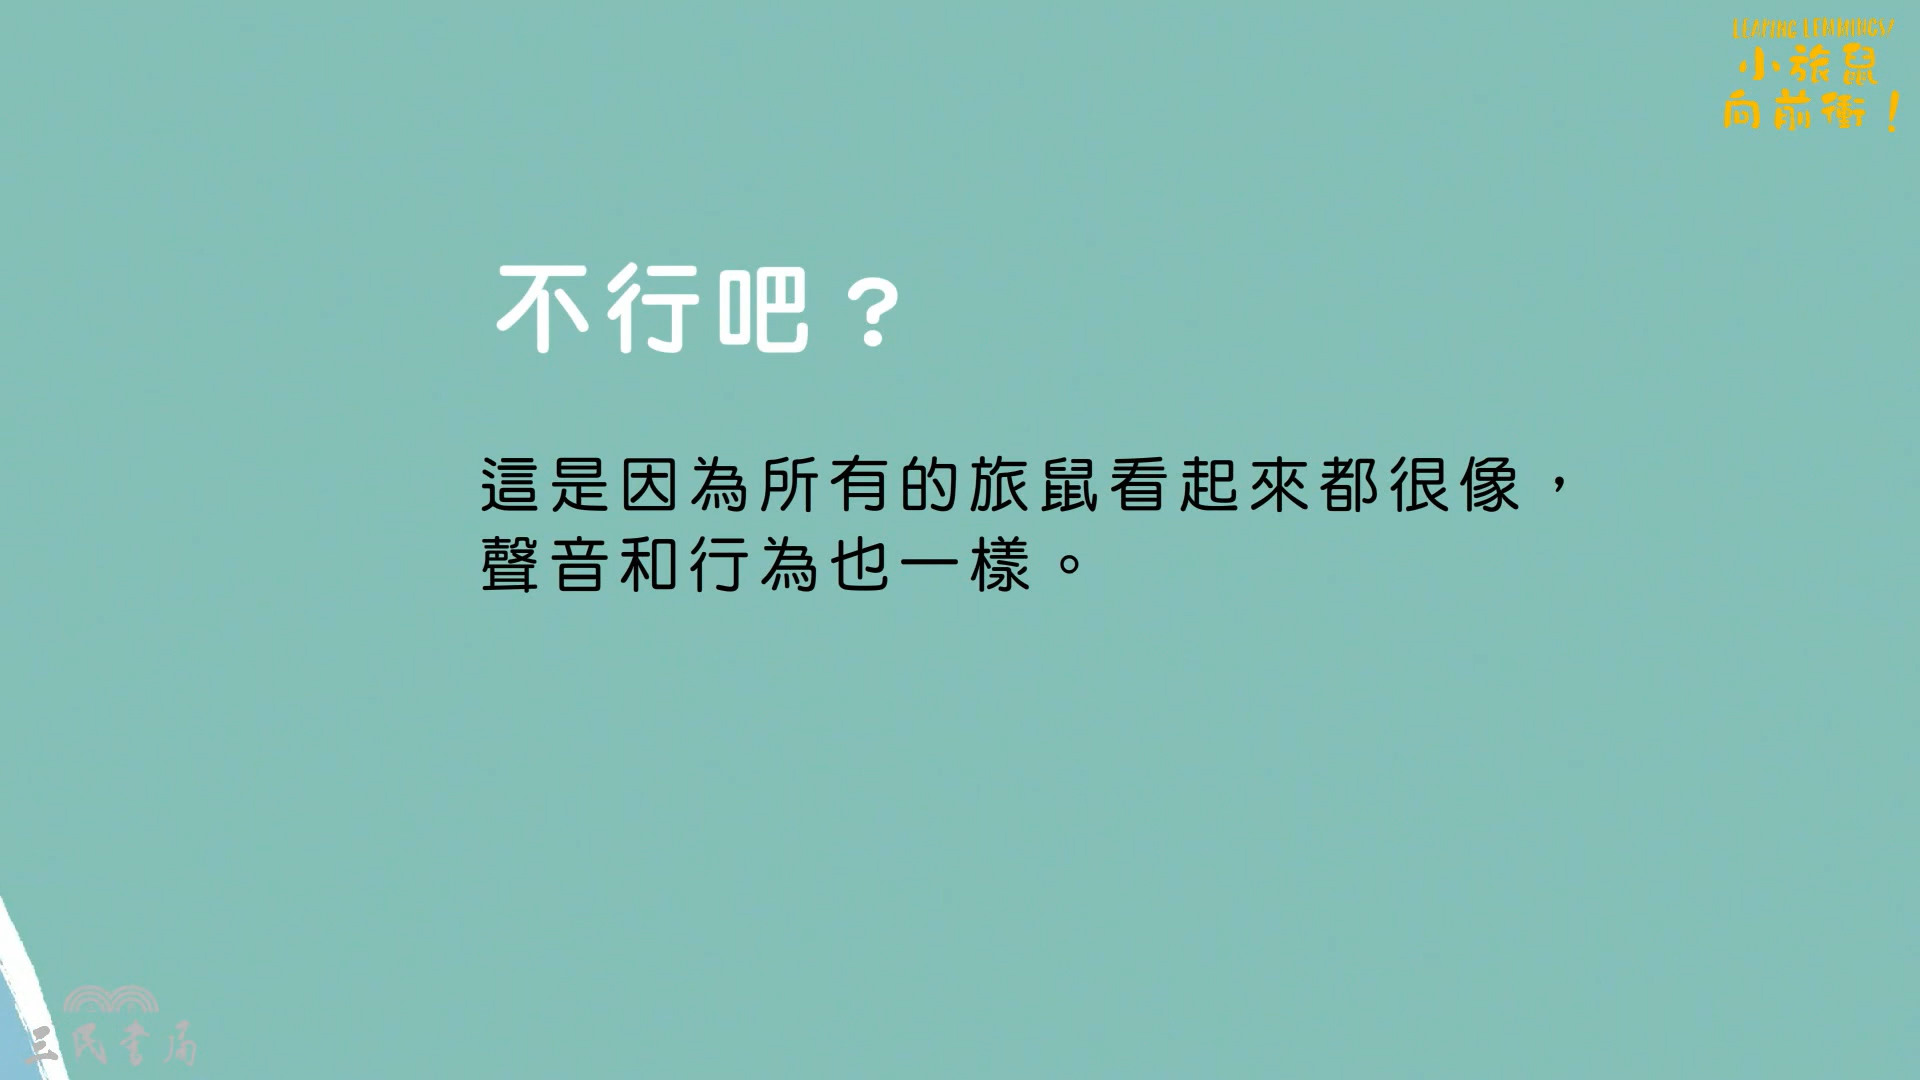 LEAPING LEMMINGS!
小旅鼠
向前衝！
不行吧？
這是因為所有的旅鼠看起來都很像，
聲音和行為也一樣。
三民書局